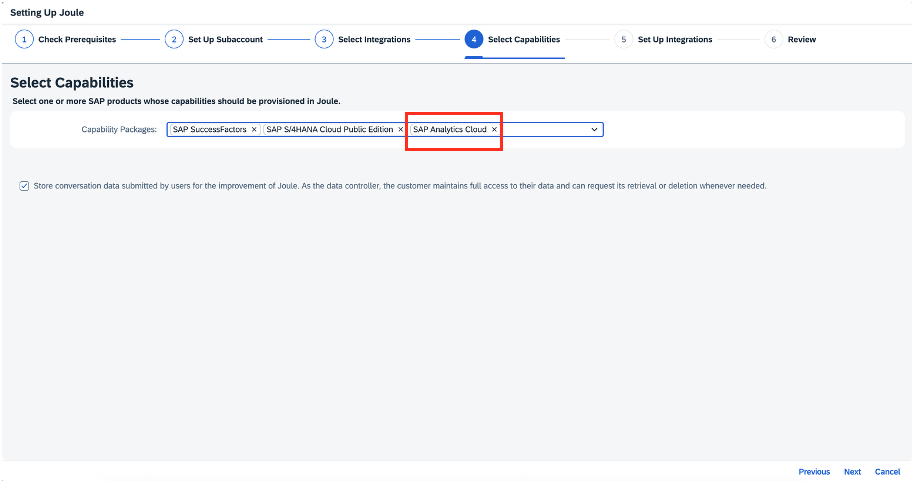 Setting Up Joule
1 Check Prerequisites 2 Set Up Subaccount 3 Select Integrations 4 Select Capabilities 5 Set Up Integrations 6 Review
Select Capabilities
Select one or more SAP products whose capabilities should be provisioned in Joule.
Capability Packages: SAP SuccessFactors × SAP S/4HANA Cloud Public Edition × SAP Analytics Cloud ×
Store conversation data submitted by users for the improvement of Joule. As the data controller, the customer maintains full access to their data and can request its retrieval or deletion whenever needed.
Previous Next Cancel